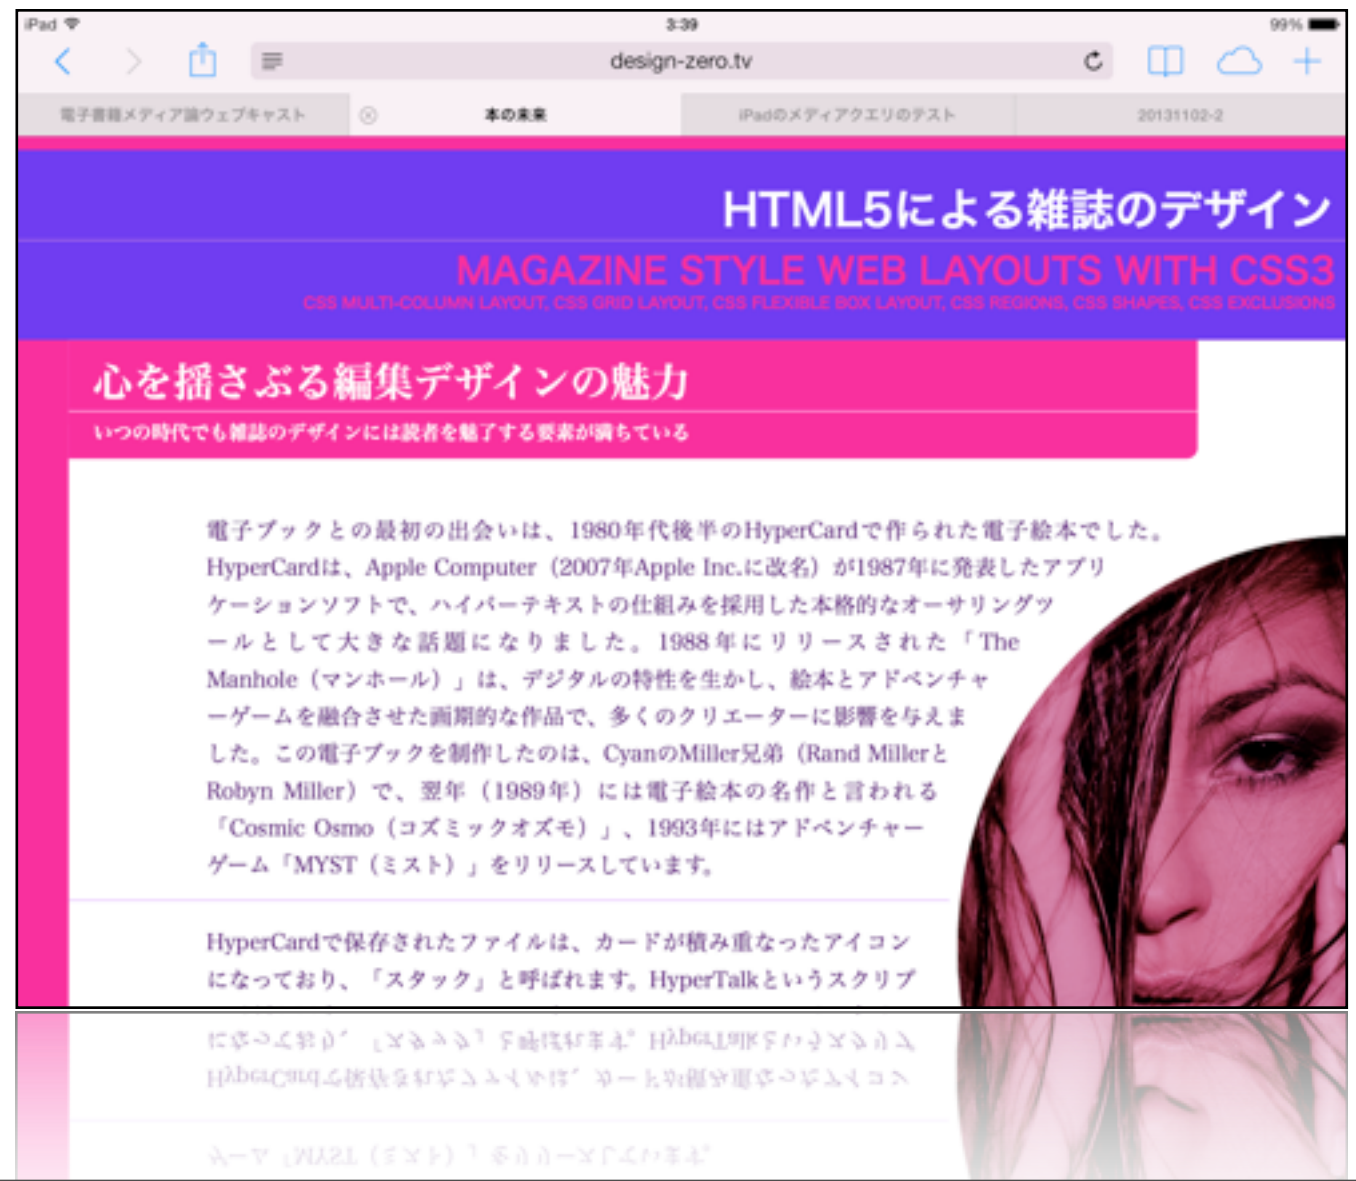 iPad 3:39 99%
design-zero.tv
電子書籍メディア論ウェブキャスト 本の未来 iPadのメディアクエリのテスト 20131102-2
HTML5による雑誌のデザイン
MAGAZINE STYLE WEB LAYOUTS WITH CSS3
CSS MULTI-COLUMN LAYOUT, CSS GRID LAYOUT, CSS FLEXIBLE BOX LAYOUT, CSS REGIONS, CSS SHAPES, CSS EXCLUSIONS
心を揺さぶる編集デザインの魅力
いつの時代でも雑誌のデザインには読者を魅了する要素が満ちている
電子ブックとの最初の出会いは、1980年代後半のHyperCardで作られた電子絵本でした。
HyperCardは、Apple Computer（2007年Apple Inc.に改名）が1987年に発表したアプリ
ケーションソフトで、ハイパーテキストの仕組みを採用した本格的なオーサリングツ
ールとして大きな話題になりました。1988年にリリースされた「The
Manhole（マンホール）」は、デジタルの特性を生かし、絵本とアドベンチャ
ーゲームを融合させた画期的な作品で、多くのクリエーターに影響を与えま
した。この電子ブックを制作したのは、CyanのMiller兄弟（Rand Millerと
Robyn Miller）で、翌年（1989年）には電子絵本の名作と言われる
「Cosmic Osmo（コズミックオズモ）」、1993年にはアドベンチャー
ゲーム「MYST（ミスト）」をリリースしています。
HyperCardで保存されたファイルは、カードが積み重なったアイコン
になっており、「スタック」と呼ばれます。HyperTalkというスクリプ